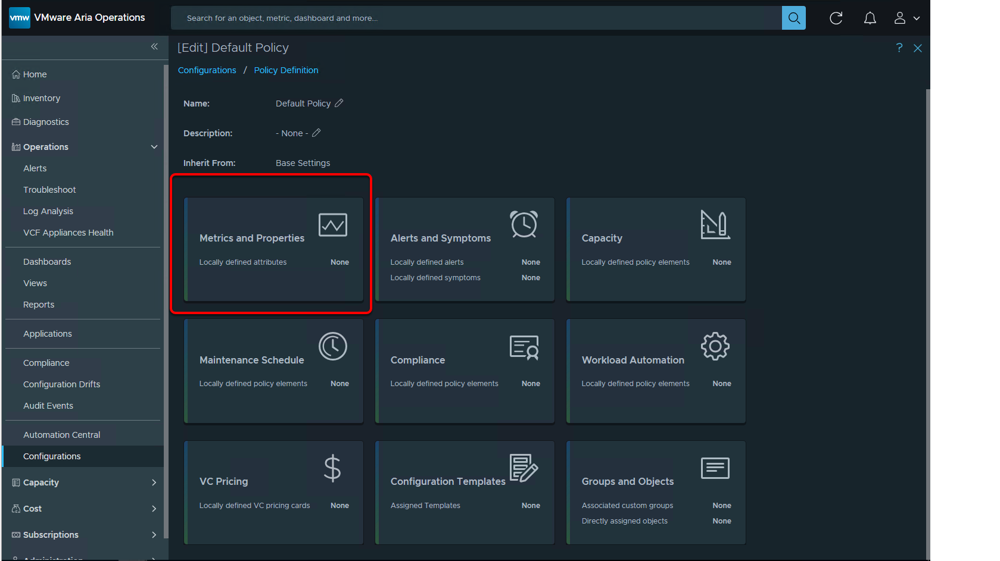 vmw VMware Aria Operations
Search for an object, metric, dashboard and more...
[Edit] Default Policy
?
Configurations / Policy Definition
Home
Inventory
Diagnostics
Operations
Alerts
Troubleshoot
Log Analysis
VCF Appliances Health
Dashboards
Views
Reports
Applications
Compliance
Configuration Drifts
Audit Events
Automation Central
Configurations
Capacity
Cost
Subscriptions
Administration
Name: Default Policy
Description: - None -
Inherit From: Base Settings
Metrics and Properties
Locally defined attributes None
Alerts and Symptoms
Locally defined alerts None
Locally defined symptoms None
Capacity
Locally defined policy elements None
Maintenance Schedule
Locally defined policy elements None
Compliance
Locally defined policy elements None
Workload Automation
Locally defined policy elements None
VC Pricing
Locally defined VC pricing cards None
Configuration Templates
Assigned Templates None
Groups and Objects
Associated custom groups None
Directly assigned objects None